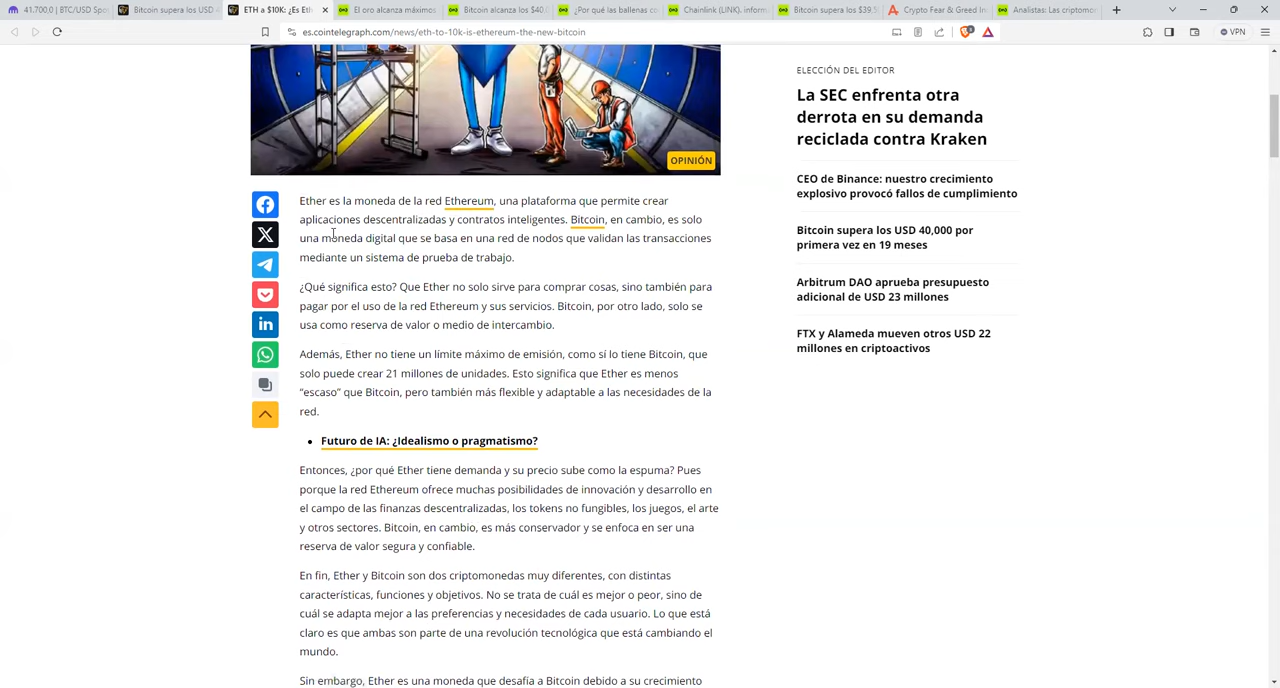 41.700,0 | BTC/USD Spo
Bitcoin supera los USD 4
ETH a $10K: ¿Es Eth
El oro alcanza máximos
Bitcoin alcanza los $40.
¿Por qué las ballenas co
Chainlink (LINK), inform
Bitcoin supera los $39,5
Crypto Fear & Greed In
Analistas: Las criptomo
es.cointelegraph.com/news/eth-to-10k-is-ethereum-the-new-bitcoin
VPN
OPINIÓN
Ether es la moneda de la red Ethereum, una plataforma que permite crear
aplicaciones descentralizadas y contratos inteligentes. Bitcoin, en cambio, es solo
una moneda digital que se basa en una red de nodos que validan las transacciones
mediante un sistema de prueba de trabajo.
¿Qué significa esto? Que Ether no solo sirve para comprar cosas, sino también para
pagar por el uso de la red Ethereum y sus servicios. Bitcoin, por otro lado, solo se
usa como reserva de valor o medio de intercambio.
Además, Ether no tiene un límite máximo de emisión, como sí lo tiene Bitcoin, que
solo puede crear 21 millones de unidades. Esto significa que Ether es menos
“escaso” que Bitcoin, pero también más flexible y adaptable a las necesidades de la
red.
• Futuro de IA: ¿Idealismo o pragmatismo?
Entonces, ¿por qué Ether tiene demanda y su precio sube como la espuma? Pues
porque la red Ethereum ofrece muchas posibilidades de innovación y desarrollo en
el campo de las finanzas descentralizadas, los tokens no fungibles, los juegos, el arte
y otros sectores. Bitcoin, en cambio, es más conservador y se enfoca en ser una
reserva de valor segura y confiable.
En fin, Ether y Bitcoin son dos criptomonedas muy diferentes, con distintas
características, funciones y objetivos. No se trata de cuál es mejor o peor, sino de
cuál se adapta mejor a las preferencias y necesidades de cada usuario. Lo que está
claro es que ambas son parte de una revolución tecnológica que está cambiando el
mundo.
Sin embargo, Ether es una moneda que desafía a Bitcoin debido a su crecimiento
ELECCIÓN DEL EDITOR
La SEC enfrenta otra
derrota en su demanda
reciclada contra Kraken
CEO de Binance: nuestro crecimiento
explosivo provocó fallos de cumplimiento
Bitcoin supera los USD 40,000 por
primera vez en 19 meses
Arbitrum DAO aprueba presupuesto
adicional de USD 23 millones
FTX y Alameda mueven otros USD 22
millones en criptoactivos